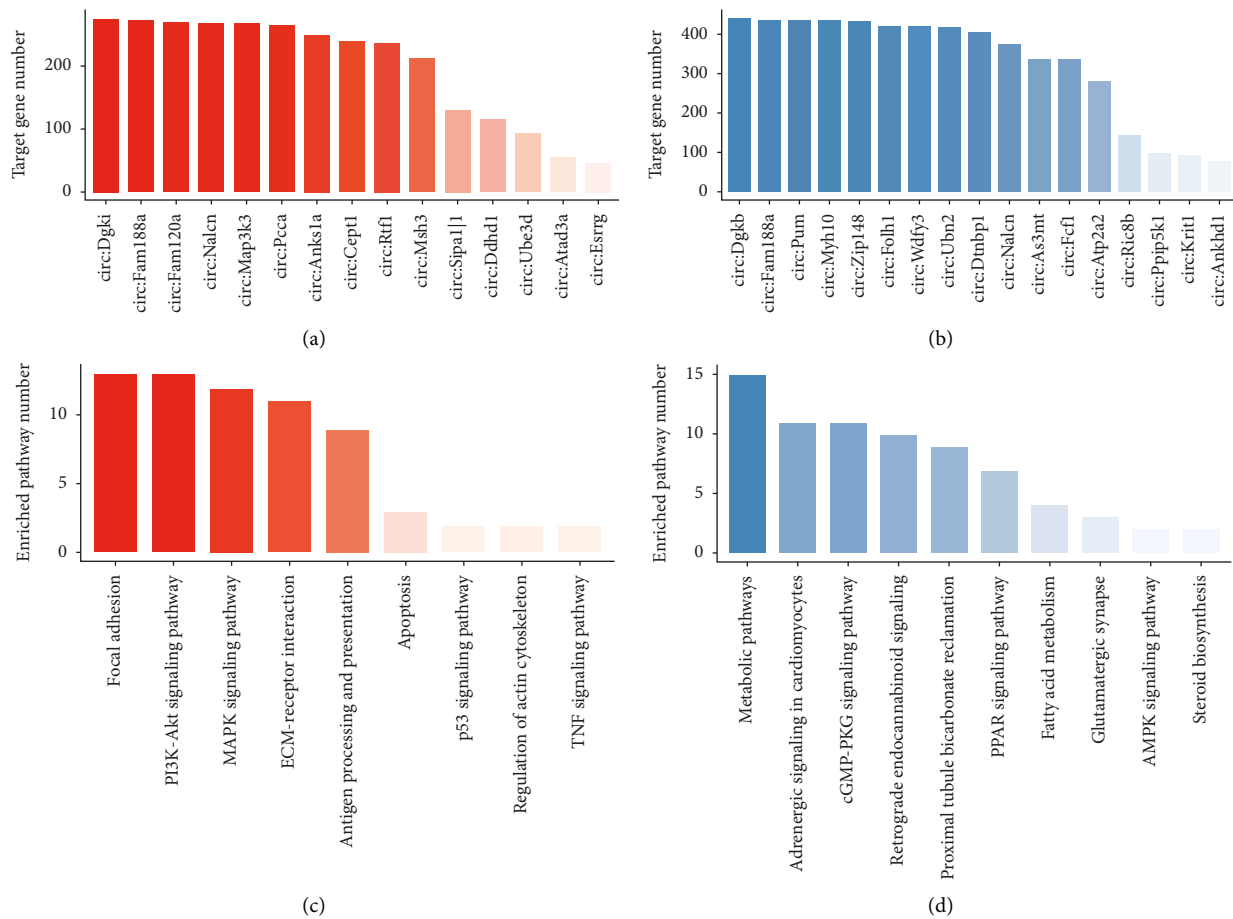 Target gene number
200
100
0
circ:Dgki
circ:Fam188a
circ:Fam120a
circ:Nalcn
circ:Map3k3
circ:Pcca
circ:Anks1a
circ:Cept1
circ:Rtf1
circ:Msh3
circ:Sipa1|1
circ:Ddhd1
circ:Ube3d
circ:Atad3a
circ:Esrrg
(a)
Target gene number
400
300
200
100
0
circ:Dgkb
circ:Fam188a
circ:Pum
circ:Myh10
circ:Zip148
circ:Folh1
circ:Wdfy3
circ:Ubn2
circ:Dtnbp1
circ:Nalcn
circ:As3mt
circ:Fcf1
circ:Atp2a2
circ:Ric8b
circ:Ppip5k1
circ:Krit1
circ:Ankhd1
(b)
Enriched pathway number
10
5
0
Focal adhesion
PI3K-Akt signaling pathway
MAPK signaling pathway
ECM-receptor interaction
Antigen processing and presentation
Apoptosis
p53 signaling pathway
Regulation of actin cytoskeleton
TNF signaling pathway
(c)
Enriched pathway number
15
10
5
0
Metabolic pathways
Adrenergic signaling in cardiomyocytes
cGMP-PKG signaling pathway
Retrograde endocannabinoid signaling
Proximal tubule bicarbonate reclamation
PPAR signaling pathway
Fatty acid metabolism
Glutamatergic synapse
AMPK signaling pathway
Steroid biosynthesis
(d)